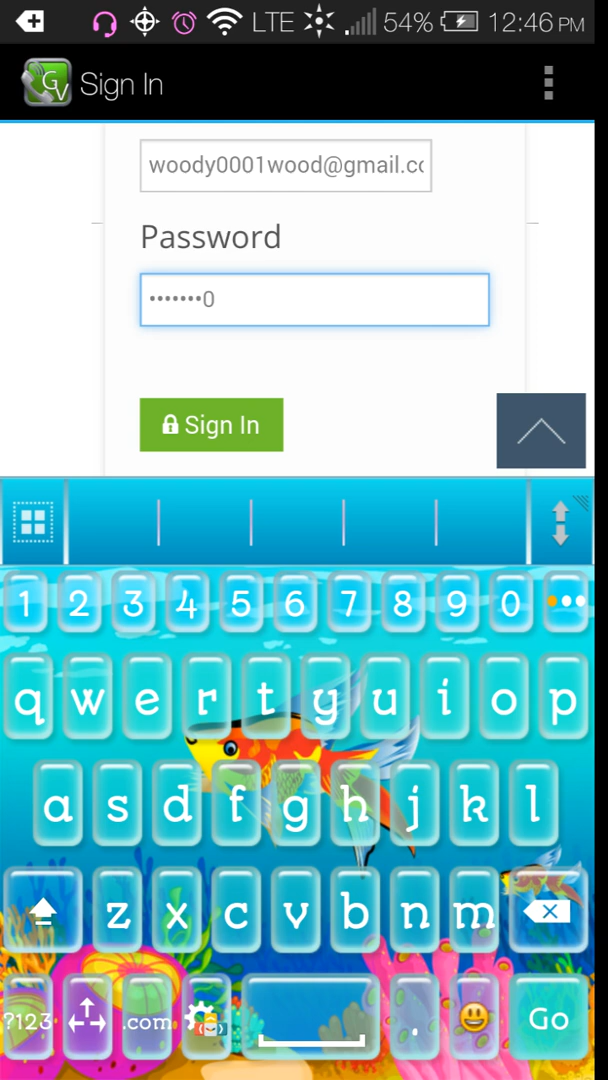 LTE 54% 12:46 PM
GV Sign In
woody0001wood@gmail.cc
Password
•••••••0
Sign In
1 2 3 4 5 6 7 8 9 0
q w e r t y u i o p
a s d f g h j k l
z x c v b n m
?123 .com . Go